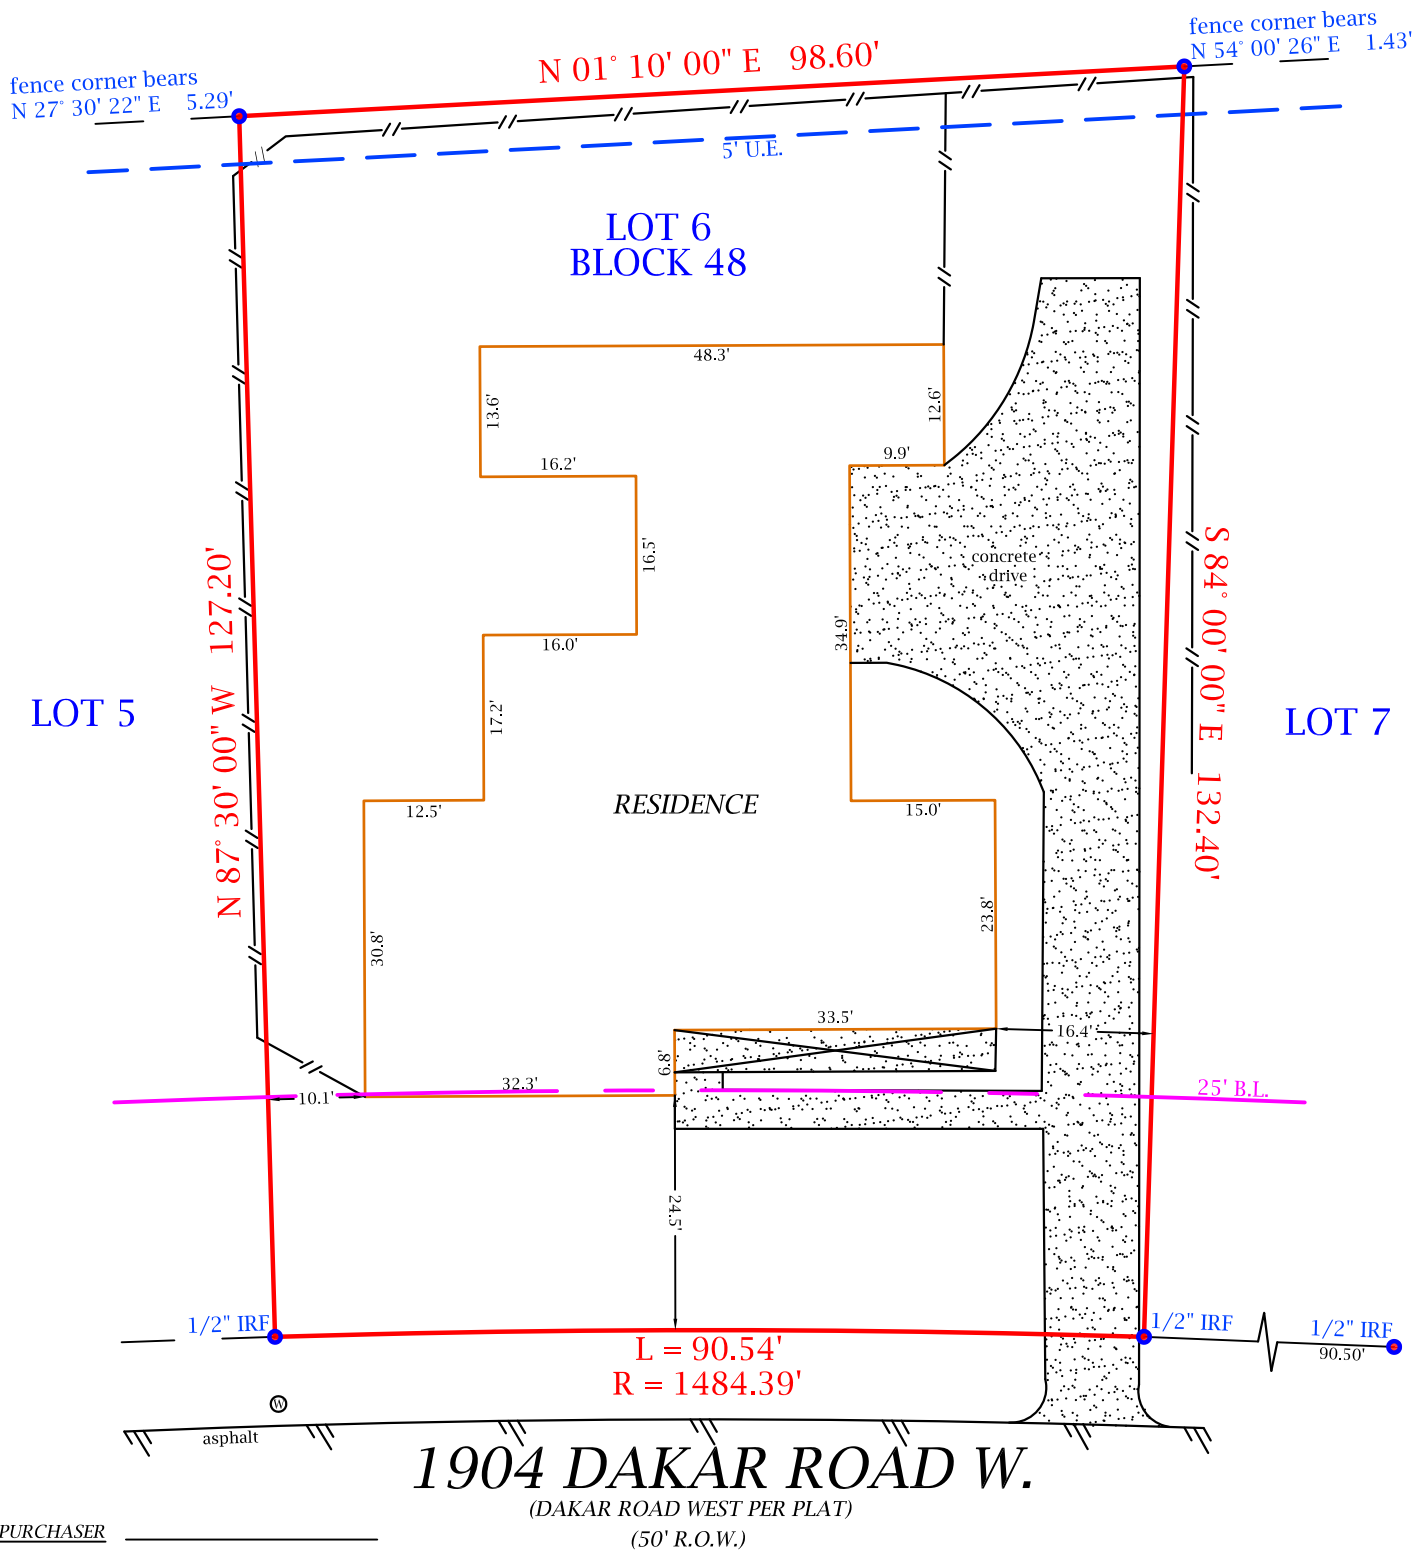 fence corner bears
N 54° 00' 26" E 1.43'
N 01° 10' 00" E 98.60'
fence corner bears
N 27° 30' 22" E 5.29'
5' U.E.
LOT 6
BLOCK 48
48.3'
13.6'
12.6'
16.2'
9.9'
16.5'
concrete
drive
34.9'
16.0'
17.2'
N 87° 30' 00" W 127.20'
S 84° 00' 00" E 132.40'
LOT 5
LOT 7
RESIDENCE
12.5'
15.0'
30.8'
23.8'
33.5'
16.4'
6.8'
32.3'
10.1'
25' B.L.
24.5'
1/2" IRF
1/2" IRF
1/2" IRF
90.50'
L = 90.54'
R = 1484.39'
W
asphalt
1904 DAKAR ROAD W.
(DAKAR ROAD WEST PER PLAT)
(50' R.O.W.)
PURCHASER